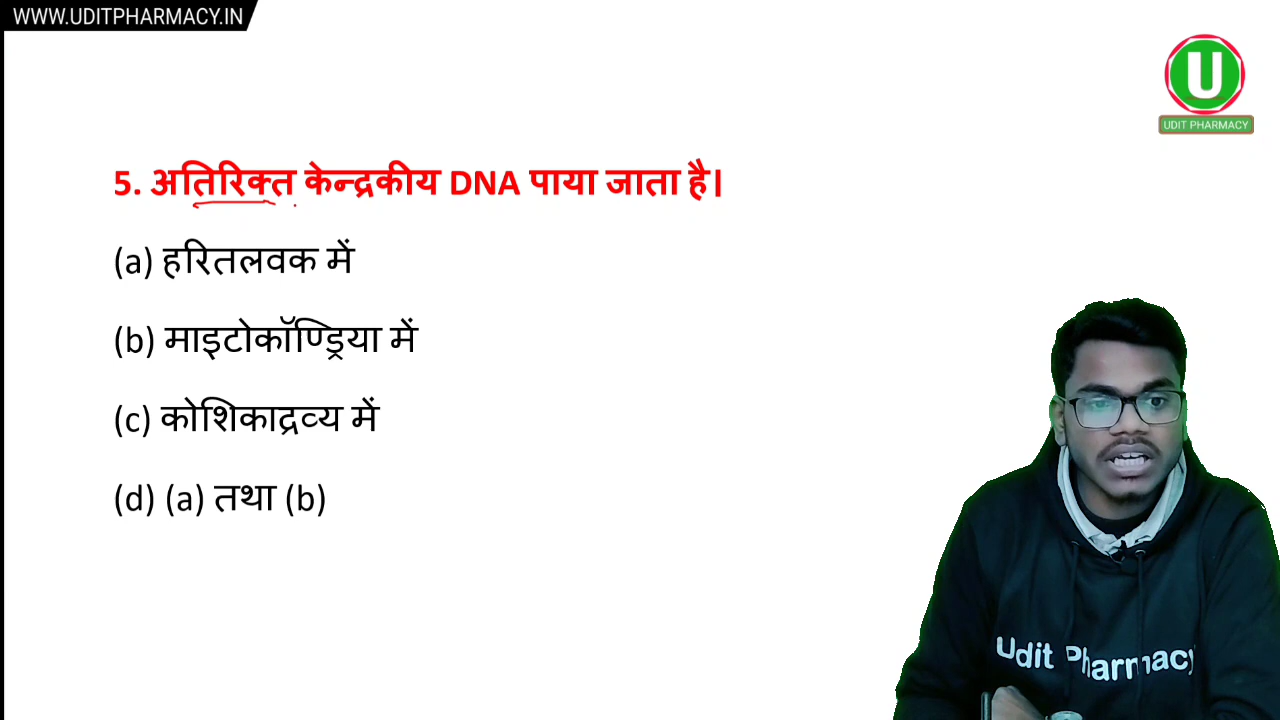 WWW.UDITPHARMACY.IN
U
UDIT PHARMACY
5. अतिरिक्त केन्द्रकीय DNA पाया जाता है।
(a) हरितलवक में
(b) माइटोकॉण्ड्रिया में
(c) कोशिकाद्रव्य में
(d) (a) तथा (b)
Udit Pharmacy